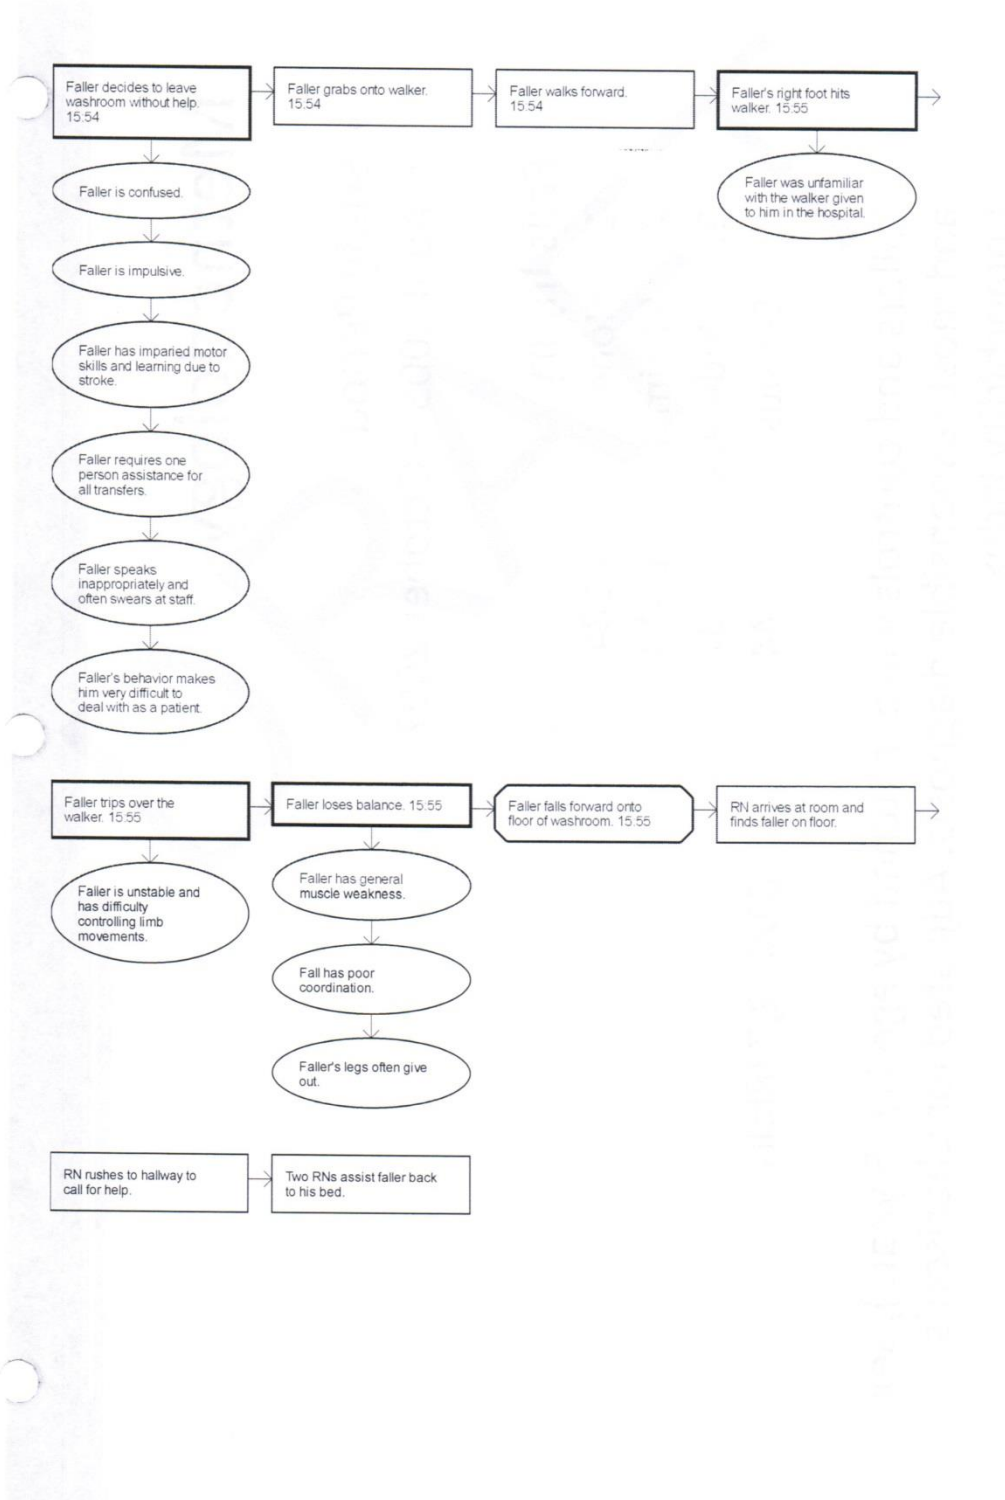 Faller decides to leave
washroom without help.
15:54
Faller grabs onto walker.
15:54
Faller walks forward.
15:54
Faller's right foot hits
walker. 15:55
Faller is confused.
Faller is impulsive.
Faller has imparied motor
skills and learning due to
stroke.
Faller requires one
person assistance for
all transfers.
Faller speaks
inappropriately and
often swears at staff.
Faller's behavior makes
him very difficult to
deal with as a patient.
Faller was unfamiliar
with the walker given
to him in the hospital.
Faller trips over the
walker. 15:55
Faller loses balance. 15:55
Faller falls forward onto
floor of washroom. 15:55
RN arrives at room and
finds faller on floor.
Faller is unstable and
has difficulty
controlling limb
movements.
Faller has general
muscle weakness.
Fall has poor
coordination.
Faller's legs often give
out.
RN rushes to hallway to
call for help.
Two RNs assist faller back
to his bed.